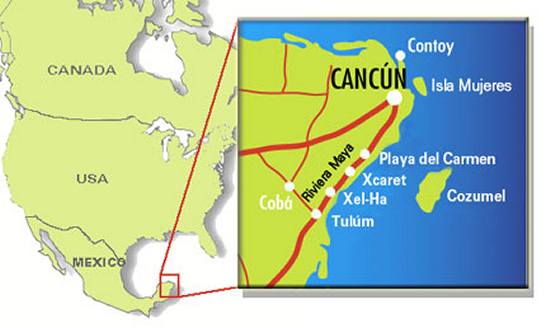 CANADA
USA
MEXICO
Contoy
CANCÚN
Isla Mujeres
Playa del Carmen
Riviera Maya
Xcaret
Cobá
Xel-Ha
Cozumel
Tulúm